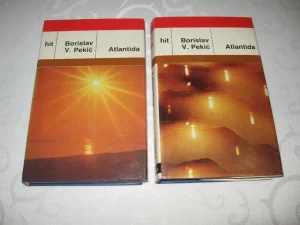 hit
Borislav
V. Pekić
Atlantida
hit
Borislav
V. Pekić
Atlantida